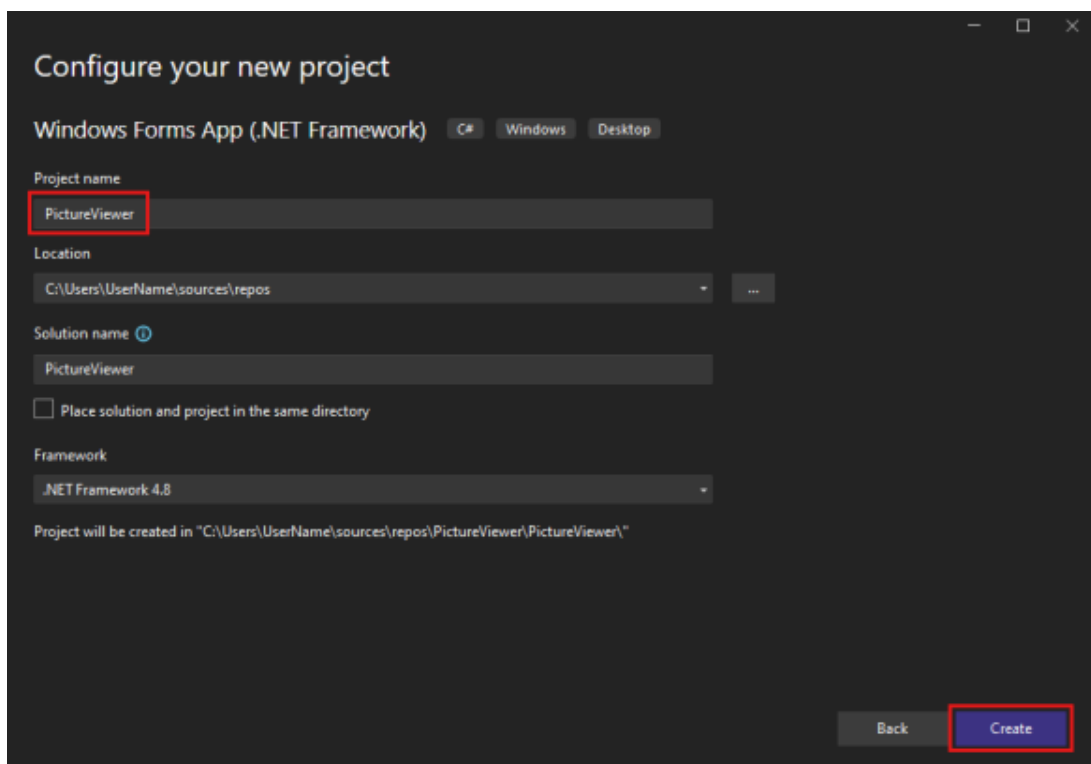 Configure your new project
Windows Forms App (.NET Framework) C# Windows Desktop
Project name
PictureViewer
Location
C:\Users\UserName\sources\repos
...
Solution name
PictureViewer
Place solution and project in the same directory
Framework
.NET Framework 4.8
Project will be created in "C:\Users\UserName\sources\repos\PictureViewer\PictureViewer\"
Back Create